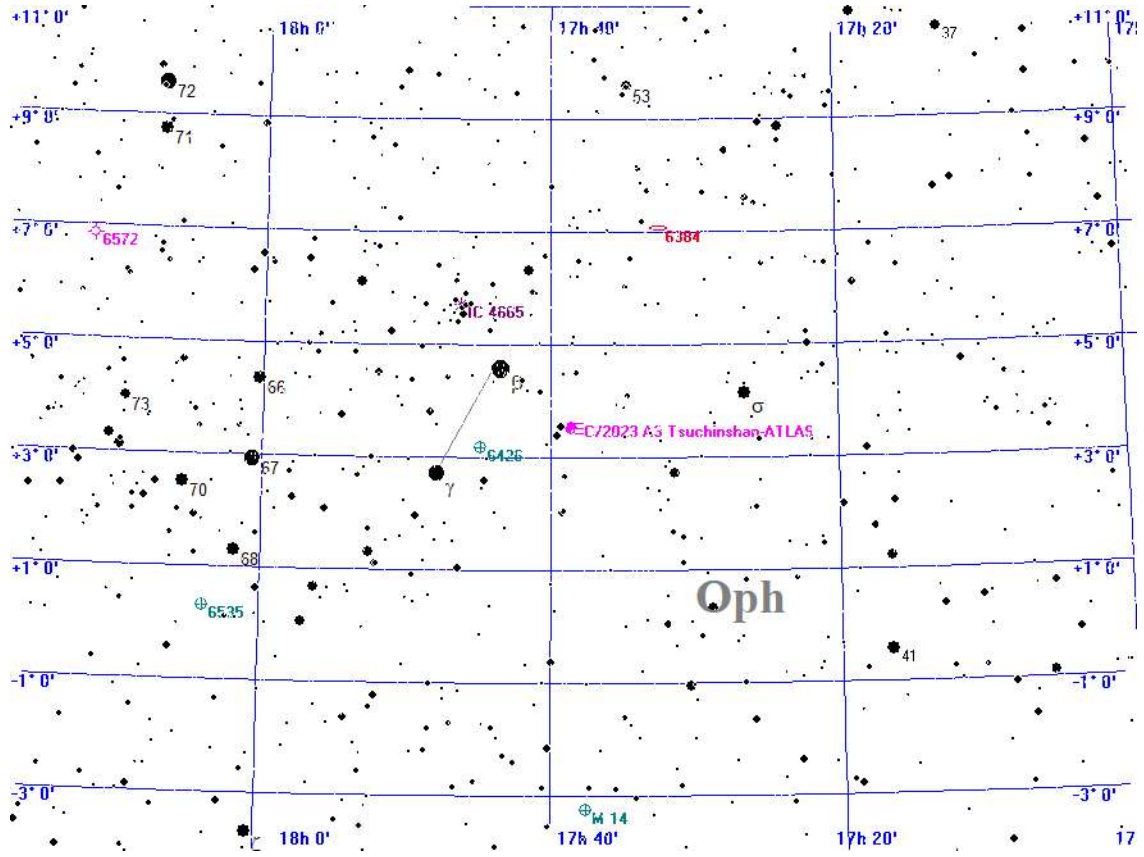 +11° 0'
18h 0'
17h 40'
17h 20'
+11° 0'
37
72
53
+9° 0'
71
+9° 0'
+7° 0'
6572
6384
+7° 0'
IC 4665
+5° 0'
+5° 0'
66
β
73
σ
C/2023 A3 Tsuchinshan-ATLAS
+3° 0'
67
6426
+3° 0'
70
γ
68
+1° 0'
+1° 0'
Oph
6535
41
-1° 0'
-1° 0'
-3° 0'
-3° 0'
M 14
ζ
18h 0'
17h 40'
17h 20'